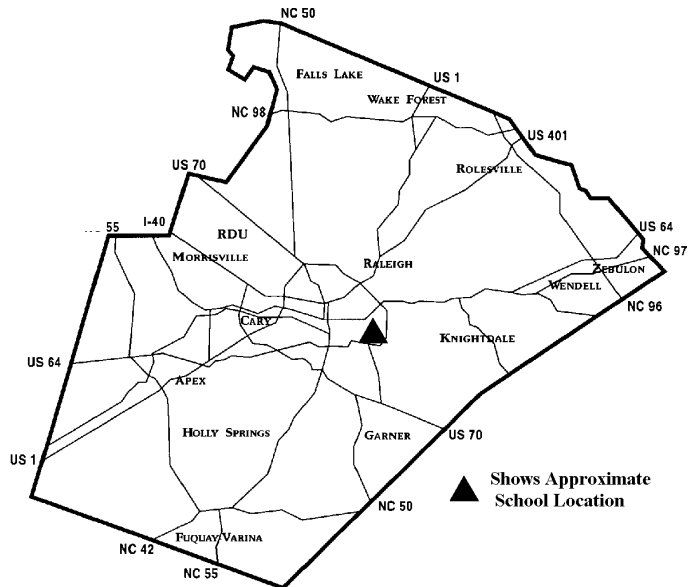 NC 50
FALLS LAKE
US 1
WAKE FOREST
NC 98
US 401
US 70
ROLESVILLE
55
I-40
RDU
US 64
MORRISVILLE
RALEIGH
NC 97
ZEBULON
WENDELL
NC 96
CARY
KNIGHTDALE
US 64
APEX
HOLLY SPRINGS
GARNER
US 70
US 1
Shows Approximate
School Location
NC 50
FUQUAY VARINA
NC 42
NC 55